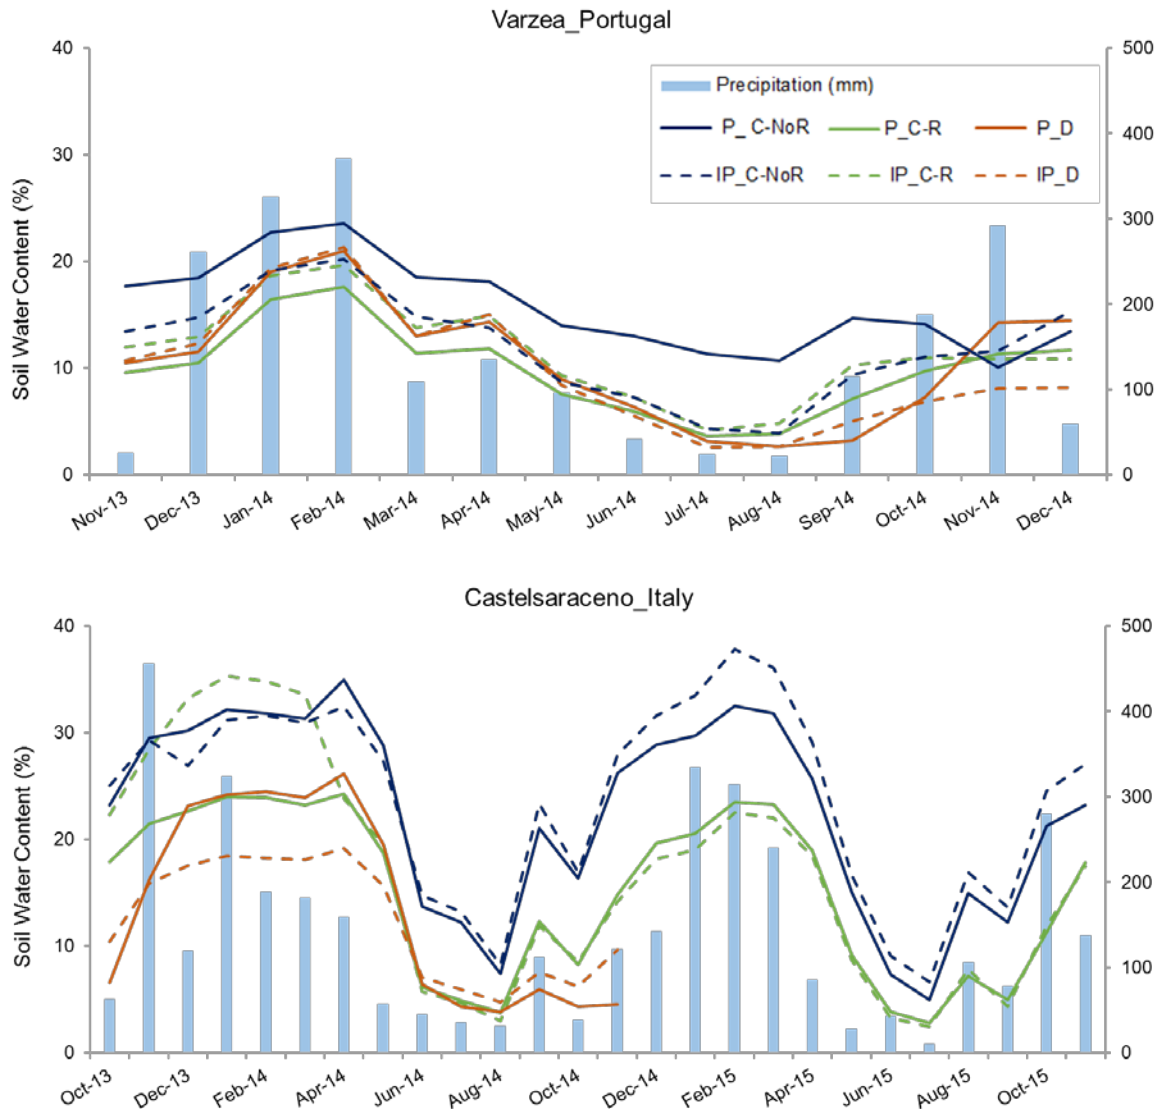 Varzea_Portugal
40 500
Precipitation (mm)
400
P_ C-NoR P_C-R P_D
30
IP_C-NoR IP_C-R IP_D
300
20
200
10
100
0 0
Soil Water Content (%)
Nov-13 Dec-13 Jan-14 Feb-14 Mar-14 Apr-14 May-14 Jun-14 Jul-14 Aug-14 Sep-14 Oct-14 Nov-14 Dec-14
Castelsaraceno_Italy
40 500
400
30
300
20
200
10
100
0 0
Soil Water Content (%)
Oct-13 Dec-13 Feb-14 Apr-14 Jun-14 Aug-14 Oct-14 Dec-14 Feb-15 Apr-15 Jun-15 Aug-15 Oct-15